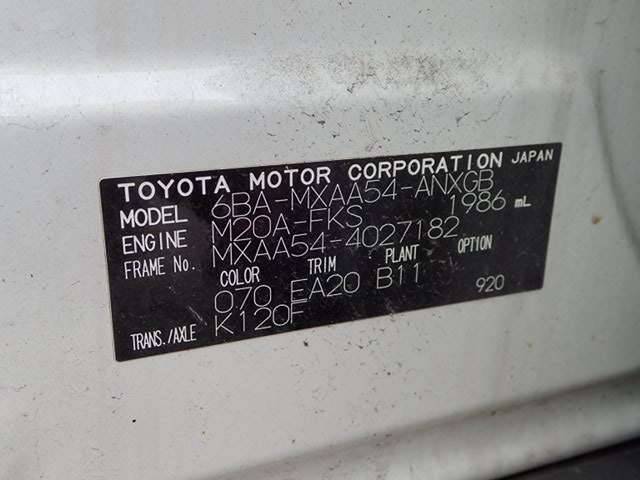 TOYOTA MOTOR CORPORATION JAPAN
MODEL 6BA-MXAA54-ANXGB
ENGINE M20A-FKS 1986 mL
FRAME No. MXAA54-4027182
COLOR TRIM PLANT OPTION
070 EA20 B11 920
TRANS./AXLE K120F